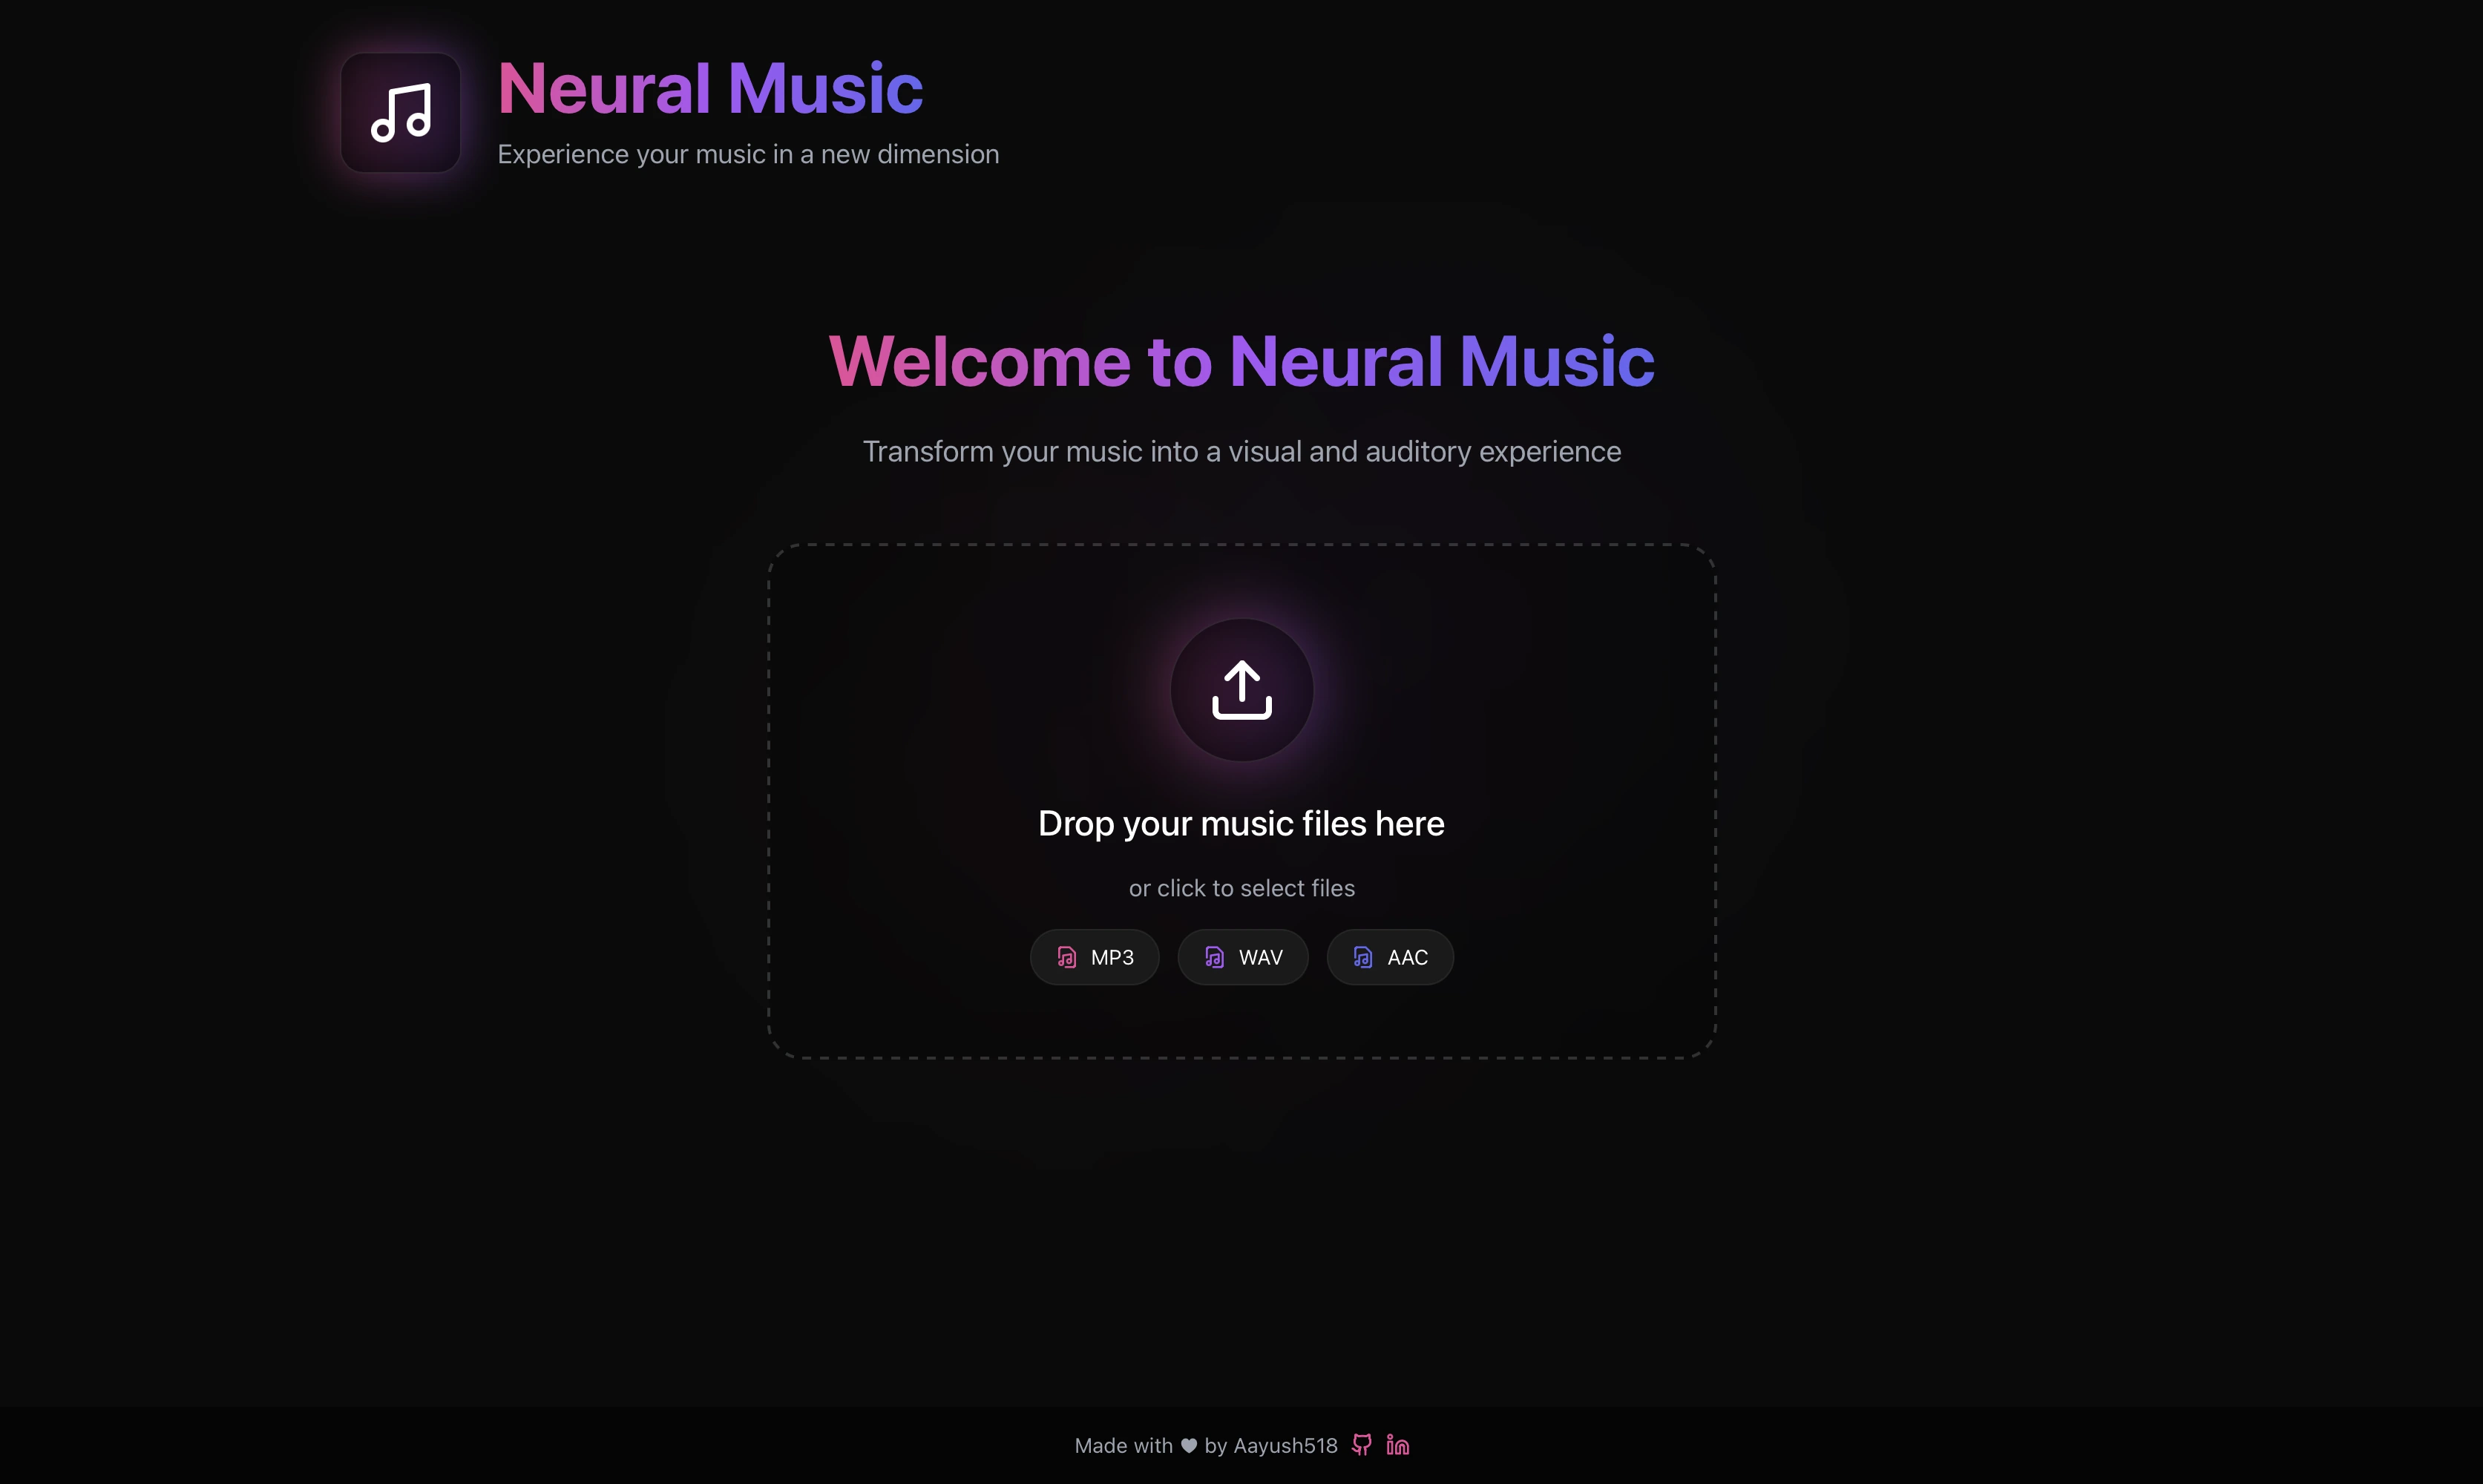 Neural Music
Experience your music in a new dimension
Welcome to Neural Music
Transform your music into a visual and auditory experience
Drop your music files here
or click to select files
MP3 WAV AAC
Made with ♥ by Aayush518